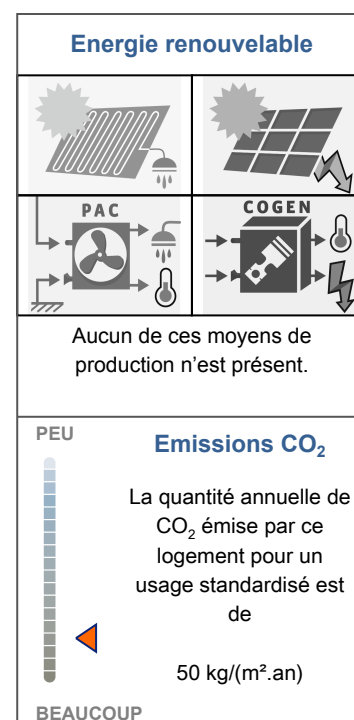 Energie renouvelable
PAC
COGEN
Aucun de ces moyens de
production n'est présent.
PEU
Emissions CO₂
La quantité annuelle de
CO₂ émise par ce
logement pour un
usage standardisé est
de
50 kg/(m².an)
BEAUCOUP